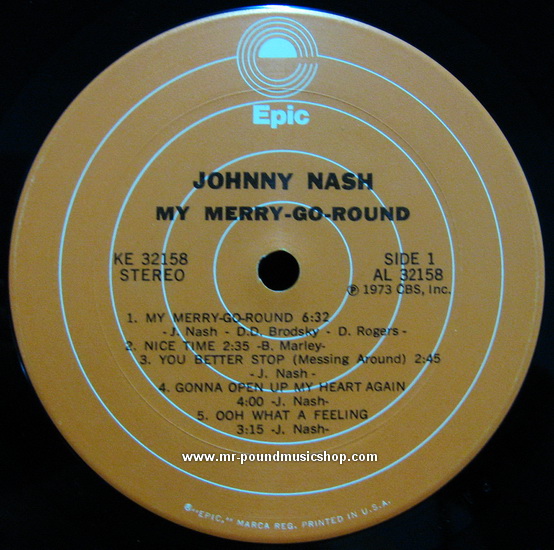 Epic
JOHNNY NASH
MY MERRY-GO-ROUND
KE 32158
STEREO
SIDE 1
AL 32158
Ⓟ 1973 CBS, Inc.
1. MY MERRY-GO-ROUND 6:32
-J. Nash - D.D. Brodsky - D. Rogers -
2. NICE TIME 2:35 -B. Marley-
3. YOU BETTER STOP (Messing Around) 2:45
- J. Nash -
4. GONNA OPEN UP MY HEART AGAIN
4:00 -J. Nash-
5. OOH WHAT A FEELING
3:15 -J. Nash-
www.mr-poundmusicshop.com
®"EPIC," MARCA REG. PRINTED IN U.S.A.